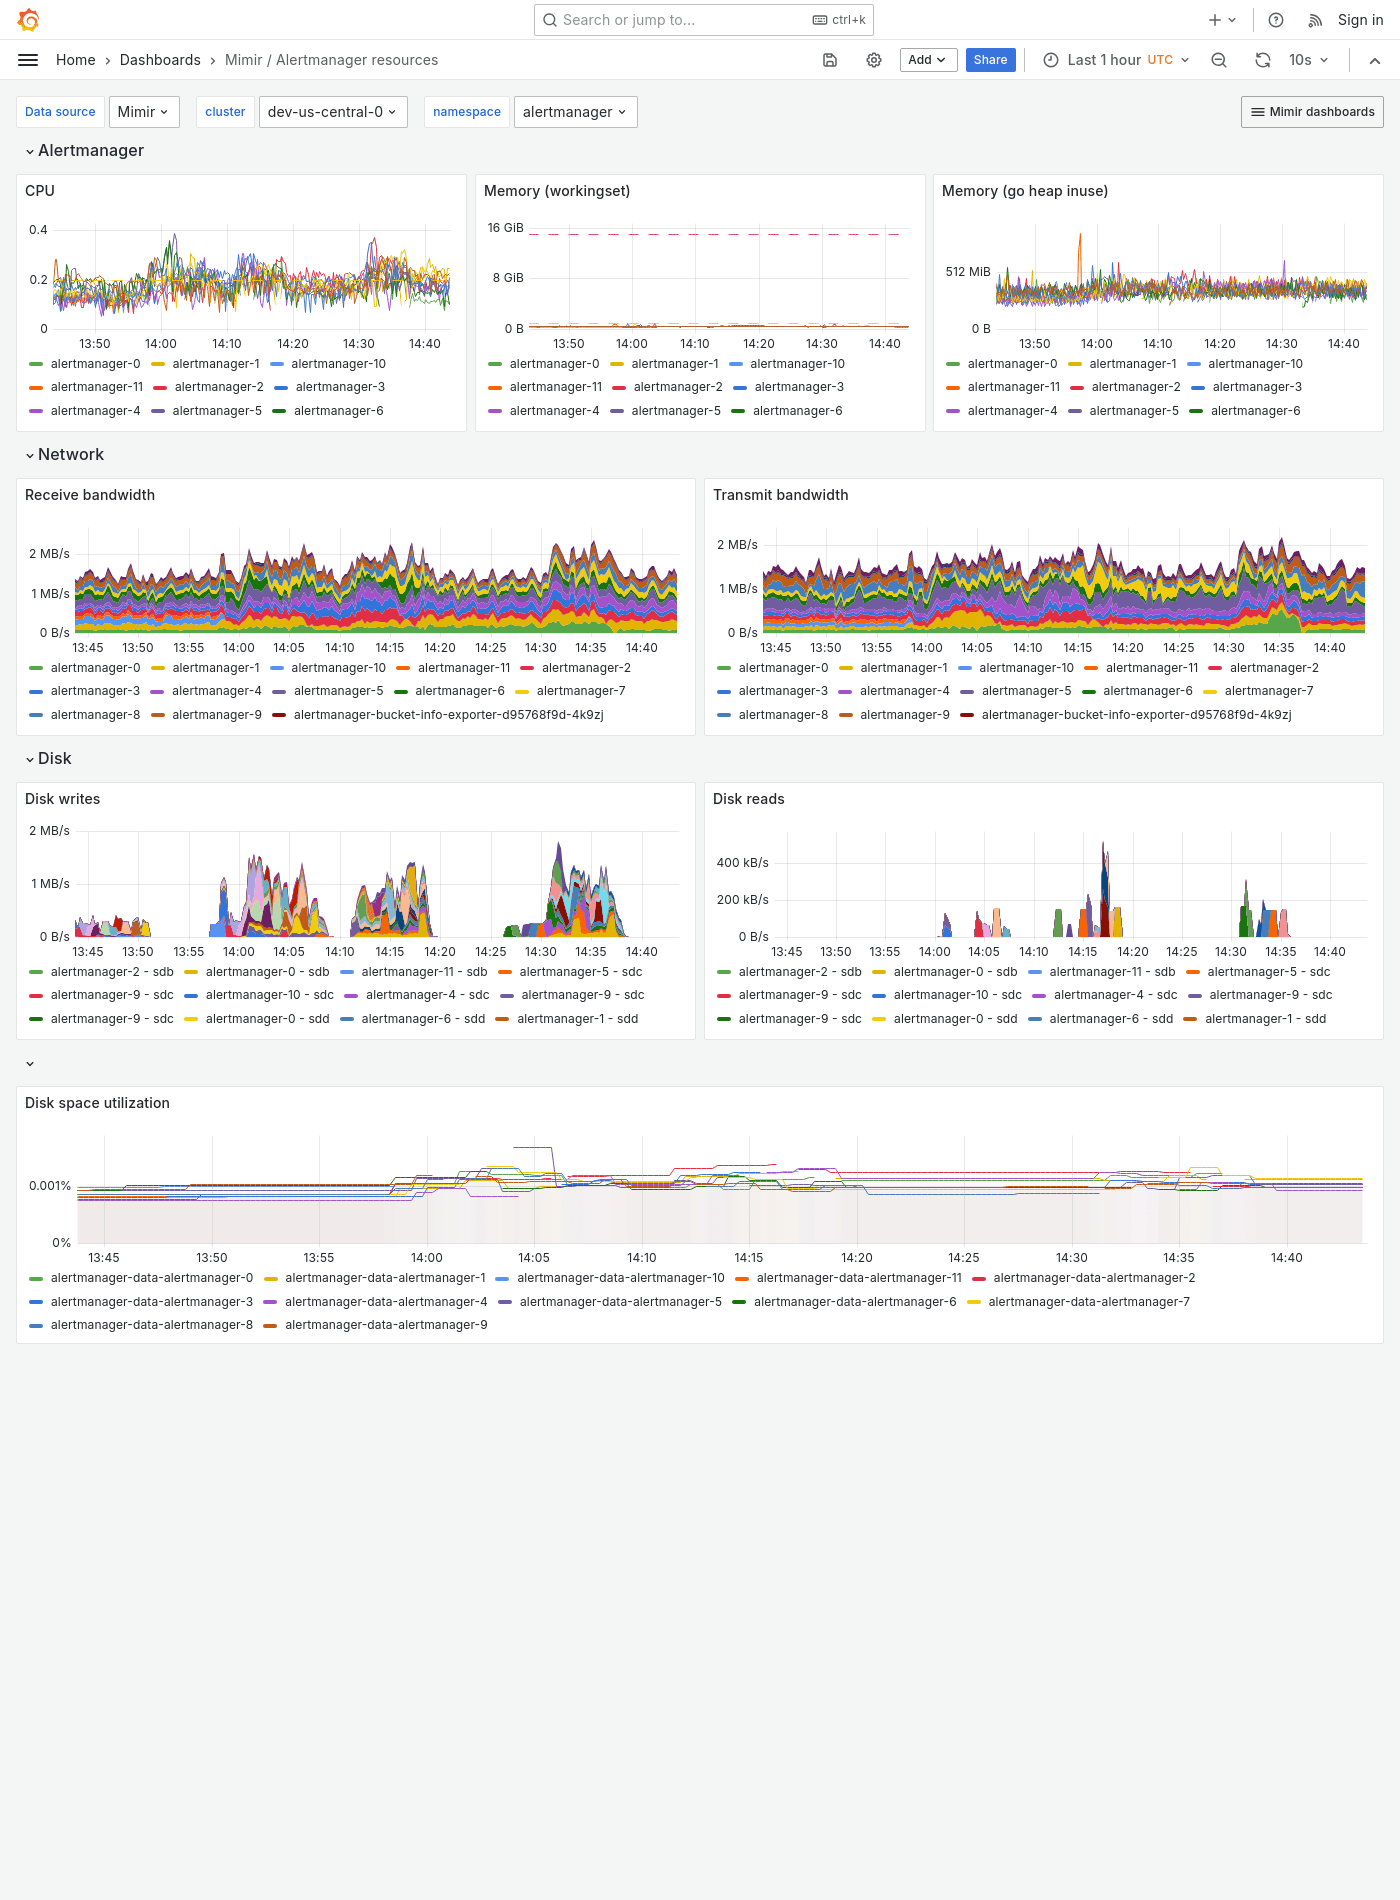 Search or jump to... ctrl+k Sign in
Home Dashboards Mimir / Alertmanager resources Add Share Last 1 hour UTC 10s
Data source Mimir cluster dev-us-central-0 namespace alertmanager Mimir dashboards
Alertmanager
CPU
0.4
0.2
0
13:50 14:00 14:10 14:20 14:30 14:40
alertmanager-0 alertmanager-1 alertmanager-10
alertmanager-11 alertmanager-2 alertmanager-3
alertmanager-4 alertmanager-5 alertmanager-6
Memory (workingset)
16 GiB
8 GiB
0 B
13:50 14:00 14:10 14:20 14:30 14:40
alertmanager-0 alertmanager-1 alertmanager-10
alertmanager-11 alertmanager-2 alertmanager-3
alertmanager-4 alertmanager-5 alertmanager-6
Memory (go heap inuse)
512 MiB
0 B
13:50 14:00 14:10 14:20 14:30 14:40
alertmanager-0 alertmanager-1 alertmanager-10
alertmanager-11 alertmanager-2 alertmanager-3
alertmanager-4 alertmanager-5 alertmanager-6
Network
Receive bandwidth
2 MB/s
1 MB/s
0 B/s
13:45 13:50 13:55 14:00 14:05 14:10 14:15 14:20 14:25 14:30 14:35 14:40
alertmanager-0 alertmanager-1 alertmanager-10 alertmanager-11 alertmanager-2
alertmanager-3 alertmanager-4 alertmanager-5 alertmanager-6 alertmanager-7
alertmanager-8 alertmanager-9 alertmanager-bucket-info-exporter-d95768f9d-4k9zj
Transmit bandwidth
2 MB/s
1 MB/s
0 B/s
13:45 13:50 13:55 14:00 14:05 14:10 14:15 14:20 14:25 14:30 14:35 14:40
alertmanager-0 alertmanager-1 alertmanager-10 alertmanager-11 alertmanager-2
alertmanager-3 alertmanager-4 alertmanager-5 alertmanager-6 alertmanager-7
alertmanager-8 alertmanager-9 alertmanager-bucket-info-exporter-d95768f9d-4k9zj
Disk
Disk writes
2 MB/s
1 MB/s
0 B/s
13:45 13:50 13:55 14:00 14:05 14:10 14:15 14:20 14:25 14:30 14:35 14:40
alertmanager-2 - sdb alertmanager-0 - sdb alertmanager-11 - sdb alertmanager-5 - sdc
alertmanager-9 - sdc alertmanager-10 - sdc alertmanager-4 - sdc alertmanager-9 - sdc
alertmanager-9 - sdc alertmanager-0 - sdd alertmanager-6 - sdd alertmanager-1 - sdd
Disk reads
400 kB/s
200 kB/s
0 B/s
13:45 13:50 13:55 14:00 14:05 14:10 14:15 14:20 14:25 14:30 14:35 14:40
alertmanager-2 - sdb alertmanager-0 - sdb alertmanager-11 - sdb alertmanager-5 - sdc
alertmanager-9 - sdc alertmanager-10 - sdc alertmanager-4 - sdc alertmanager-9 - sdc
alertmanager-9 - sdc alertmanager-0 - sdd alertmanager-6 - sdd alertmanager-1 - sdd
Disk space utilization
0.001%
0%
13:45 13:50 13:55 14:00 14:05 14:10 14:15 14:20 14:25 14:30 14:35 14:40
alertmanager-data-alertmanager-0 alertmanager-data-alertmanager-1 alertmanager-data-alertmanager-10 alertmanager-data-alertmanager-11 alertmanager-data-alertmanager-2
alertmanager-data-alertmanager-3 alertmanager-data-alertmanager-4 alertmanager-data-alertmanager-5 alertmanager-data-alertmanager-6 alertmanager-data-alertmanager-7
alertmanager-data-alertmanager-8 alertmanager-data-alertmanager-9